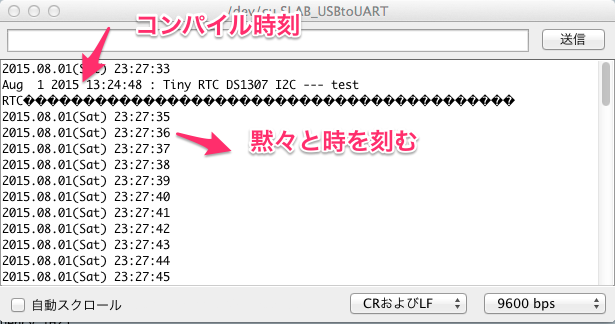 /dev/cu.SLAB_USBtoUART
コンパイル時刻
送信
2015.08.01(Sat) 23:27:33
Aug  1 2015 13:24:48 : Tiny RTC DS1307 I2C --- test
RTC
2015.08.01(Sat) 23:27:35
2015.08.01(Sat) 23:27:36
黙々と時を刻む
2015.08.01(Sat) 23:27:37
2015.08.01(Sat) 23:27:38
2015.08.01(Sat) 23:27:39
2015.08.01(Sat) 23:27:40
2015.08.01(Sat) 23:27:41
2015.08.01(Sat) 23:27:42
2015.08.01(Sat) 23:27:43
2015.08.01(Sat) 23:27:44
2015.08.01(Sat) 23:27:45
自動スクロール
CRおよびLF
9600 bps